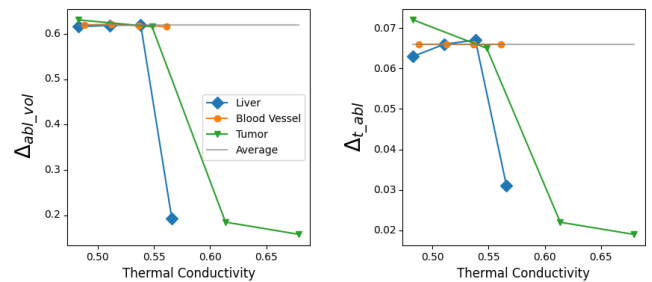 0.6
0.5
0.4
0.3
0.2
Δabl_vol
Liver
Blood Vessel
Tumor
Average
0.50 0.55 0.60 0.65
Thermal Conductivity
0.07
0.06
0.05
0.04
0.03
0.02
Δt_abl
0.50 0.55 0.60 0.65
Thermal Conductivity